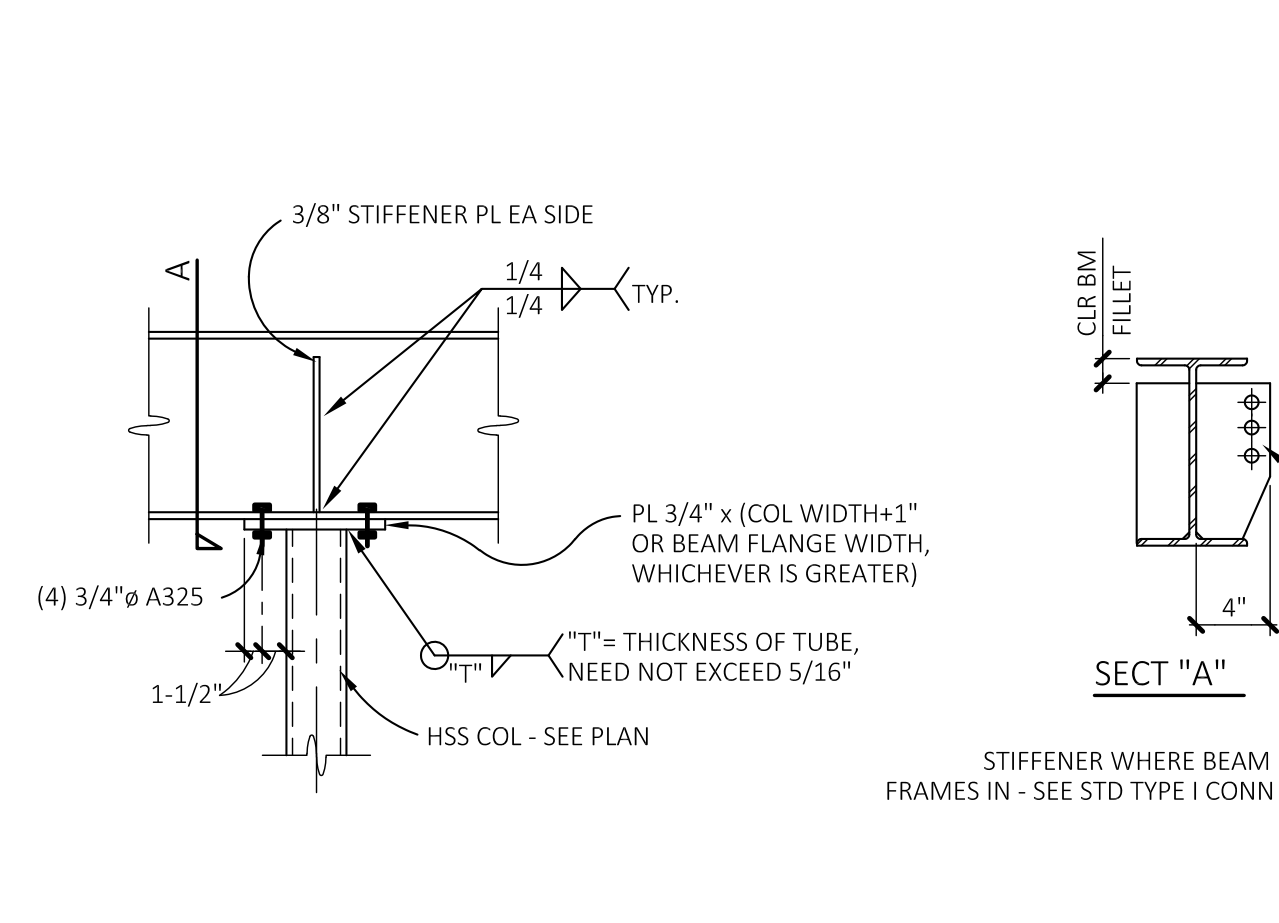 3/8" STIFFENER PL EA SIDE
A
1/4
1/4
TYP.
PL 3/4" x (COL WIDTH+1"
OR BEAM FLANGE WIDTH,
WHICHEVER IS GREATER)
(4) 3/4"ø A325
"T"
"T"= THICKNESS OF TUBE,
NEED NOT EXCEED 5/16"
1-1/2"
HSS COL - SEE PLAN
CLR BM
FILLET
4"
SECT "A"
STIFFENER WHERE BEAM
FRAMES IN - SEE STD TYPE I CONN